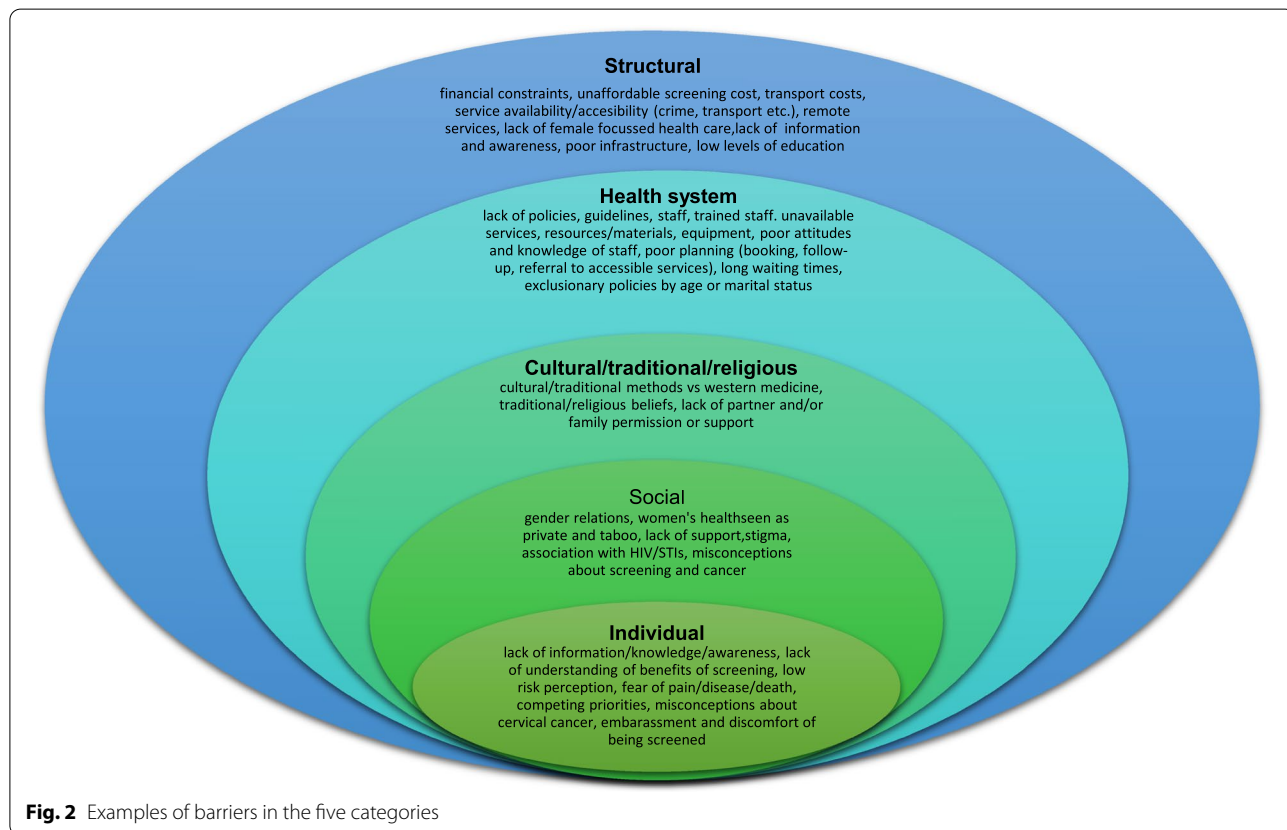 Structural
financial constraints, unaffordable screening cost, transport costs,
service availability/accesibility (crime, transport etc.), remote
services, lack of female focussed health care,lack of information
and awareness, poor infrastructure, low levels of education
Health system
lack of policies, guidelines, staff, trained staff. unavailable
services, resources/materials, equipment, poor attitudes
and knowledge of staff, poor planning (booking, follow-
up, referral to accessible services), long waiting times,
exclusionary policies by age or marital status
Cultural/traditional/religious
cultural/traditional methods vs western medicine,
traditional/religious beliefs, lack of partner and/or
family permission or support
Social
gender relations, women's healthseen as
private and taboo, lack of support,stigma,
association with HIV/STIs, misconceptions
about screening and cancer
Individual
lack of information/knowledge/awareness, lack
of understanding of benefits of screening, low
risk perception, fear of pain/disease/death,
competing priorities, misconceptions about
cervical cancer, embarassment and discomfort of
being screened
Fig. 2 Examples of barriers in the five categories